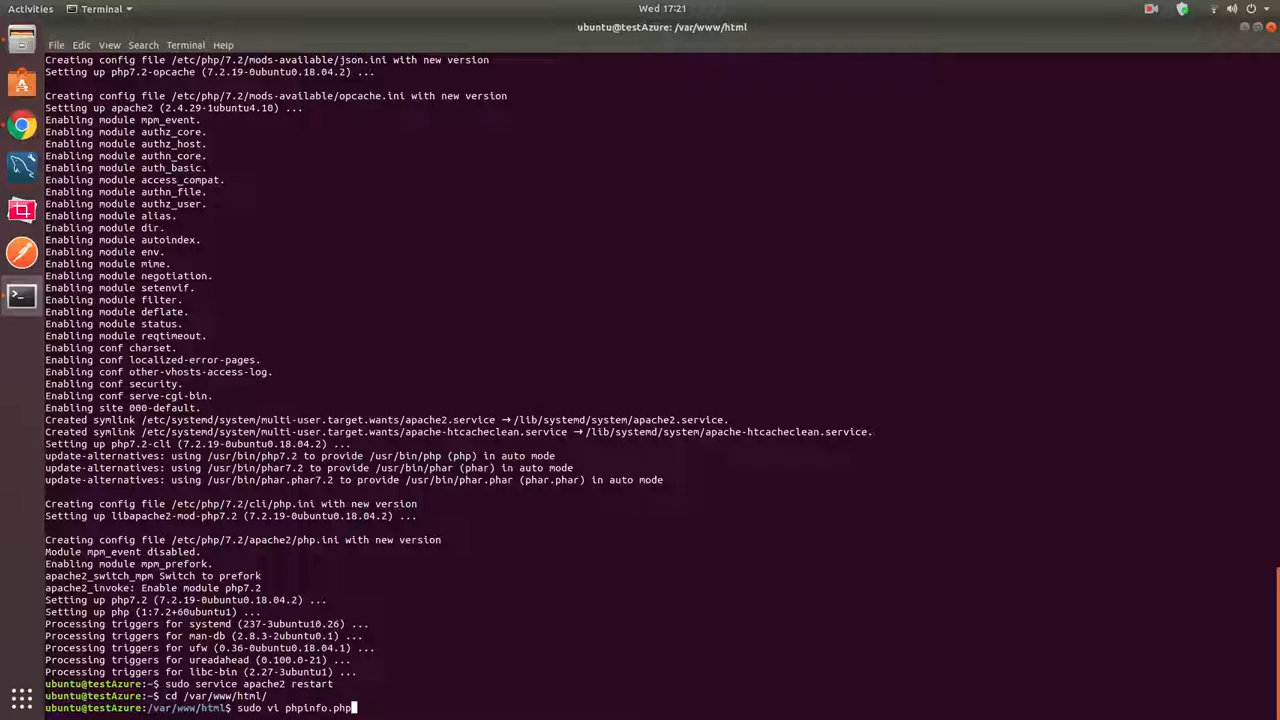 Activities
Terminal
Wed 17:21
ubuntu@testAzure: /var/www/html
File Edit View Search Terminal Help
Creating config file /etc/php/7.2/mods-available/json.ini with new version
Setting up php7.2-opcache (7.2.19-0ubuntu0.18.04.2) ...
Creating config file /etc/php/7.2/mods-available/opcache.ini with new version
Setting up apache2 (2.4.29-1ubuntu4.10) ...
Enabling module mpm_event.
Enabling module authz_core.
Enabling module authz_host.
Enabling module authn_core.
Enabling module auth_basic.
Enabling module access_compat.
Enabling module authn_file.
Enabling module authz_user.
Enabling module alias.
Enabling module dir.
Enabling module autoindex.
Enabling module env.
Enabling module mime.
Enabling module negotiation.
Enabling module setenvif.
Enabling module filter.
Enabling module deflate.
Enabling module status.
Enabling module reqtimeout.
Enabling conf charset.
Enabling conf localized-error-pages.
Enabling conf other-vhosts-access-log.
Enabling conf security.
Enabling conf serve-cgi-bin.
Enabling site 000-default.
Created symlink /etc/systemd/system/multi-user.target.wants/apache2.service → /lib/systemd/system/apache2.service.
Created symlink /etc/systemd/system/multi-user.target.wants/apache-htcacheclean.service → /lib/systemd/system/apache-htcacheclean.service.
Setting up php7.2-cli (7.2.19-0ubuntu0.18.04.2) ...
update-alternatives: using /usr/bin/php7.2 to provide /usr/bin/php (php) in auto mode
update-alternatives: using /usr/bin/phar7.2 to provide /usr/bin/phar (phar) in auto mode
update-alternatives: using /usr/bin/phar.phar7.2 to provide /usr/bin/phar.phar (phar.phar) in auto mode
Creating config file /etc/php/7.2/cli/php.ini with new version
Setting up libapache2-mod-php7.2 (7.2.19-0ubuntu0.18.04.2) ...
Creating config file /etc/php/7.2/apache2/php.ini with new version
Module mpm_event disabled.
Enabling module mpm_prefork.
apache2_switch_mpm Switch to prefork
apache2_invoke: Enable module php7.2
Setting up php7.2 (7.2.19-0ubuntu0.18.04.2) ...
Setting up php (1:7.2+60ubuntu1) ...
Processing triggers for systemd (237-3ubuntu10.26) ...
Processing triggers for man-db (2.8.3-2ubuntu0.1) ...
Processing triggers for ufw (0.36-0ubuntu0.18.04.1) ...
Processing triggers for ureadahead (0.100.0-21) ...
Processing triggers for libc-bin (2.27-3ubuntu1) ...
ubuntu@testAzure:~$ sudo service apache2 restart
ubuntu@testAzure:~$ cd /var/www/html/
ubuntu@testAzure:/var/www/html$ sudo vi phpinfo.php